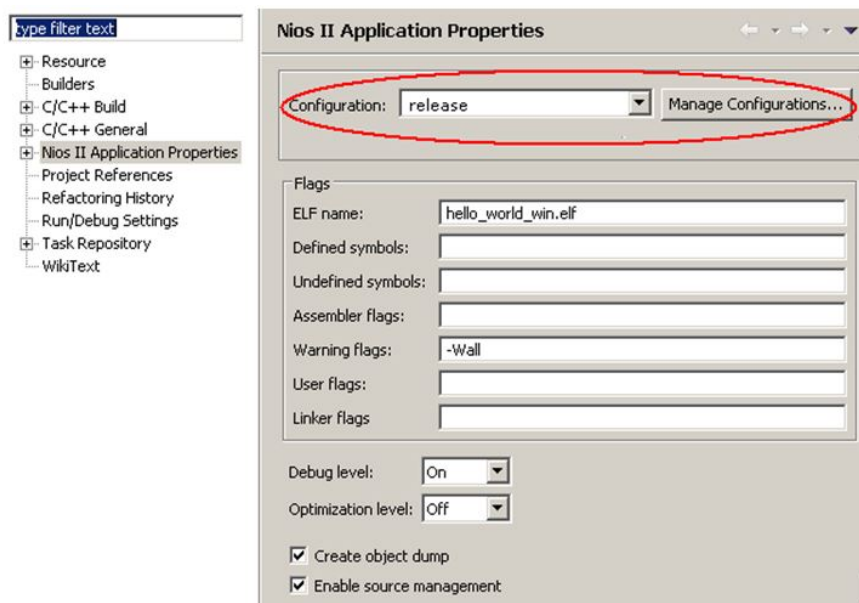 type filter text
Resource
Builders
C/C++ Build
C/C++ General
Nios II Application Properties
Project References
Refactoring History
Run/Debug Settings
Task Repository
WikiText
Nios II Application Properties
Configuration: release Manage Configurations...
Flags
ELF name: hello_world_win.elf
Defined symbols:
Undefined symbols:
Assembler flags:
Warning flags: -Wall
User flags:
Linker flags
Debug level: On
Optimization level: Off
Create object dump
Enable source management